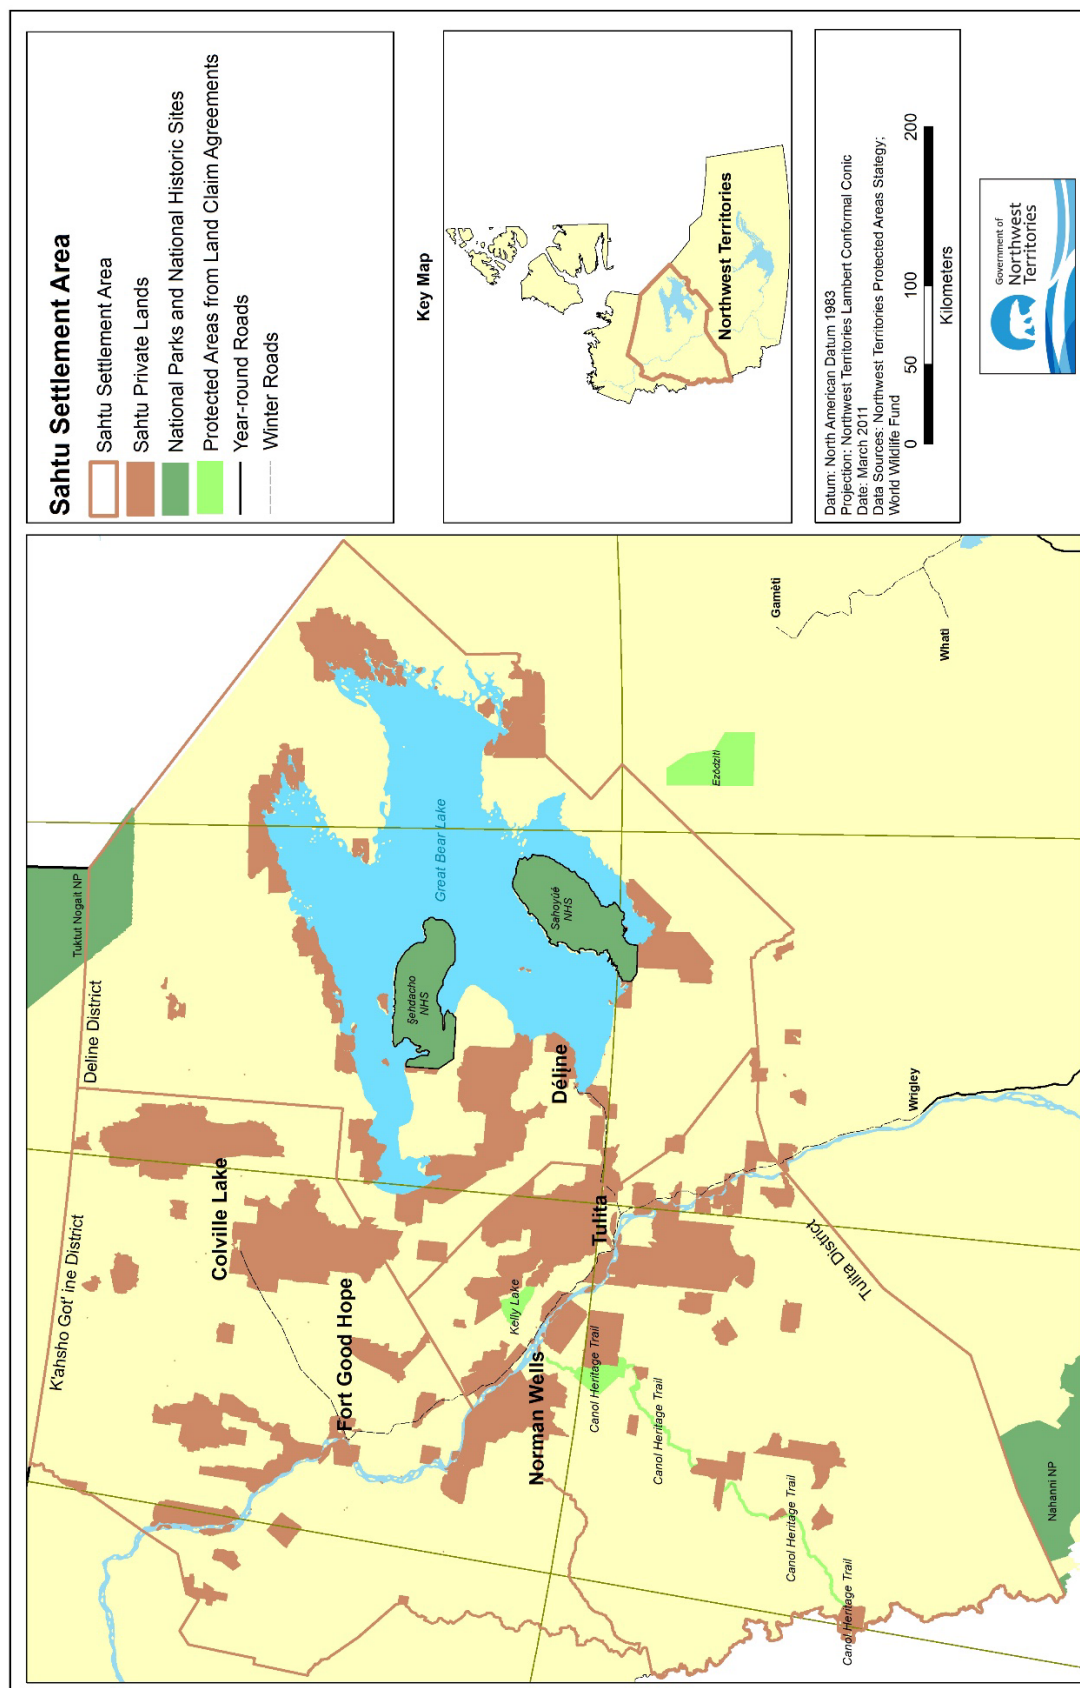 Sahtu Settlement Area
Sahtu Settlement Area
Sahtu Private Lands
National Parks and National Historic Sites
Protected Areas from Land Claim Agreements
Year-round Roads
Winter Roads
Key Map
Northwest Territories
Datum: North American Datum 1983
Projection: Northwest Territories Lambert Conformal Conic
Date: March 2011
Data Sources: Northwest Territories Protected Areas Stategy;
World Wildlife Fund
0 50 100 200
Kilometers
Government of
Northwest
Territories
Tuktut Nogait NP
Deline District
K'ahsho Got' ine District
Colville Lake
Fort Good Hope
Great Bear Lake
§ehdacho
NHS
Sahoyúé
NHS
Déline
Tulita
Kelly Lake
Norman Wells
Canol Heritage Trail
Canol Heritage Trail
Canol Heritage Trail
Canol Heritage Trail
Tulita District
Wrigley
Nahanni NP
Ezôdzìtì
Gamèti
Whati